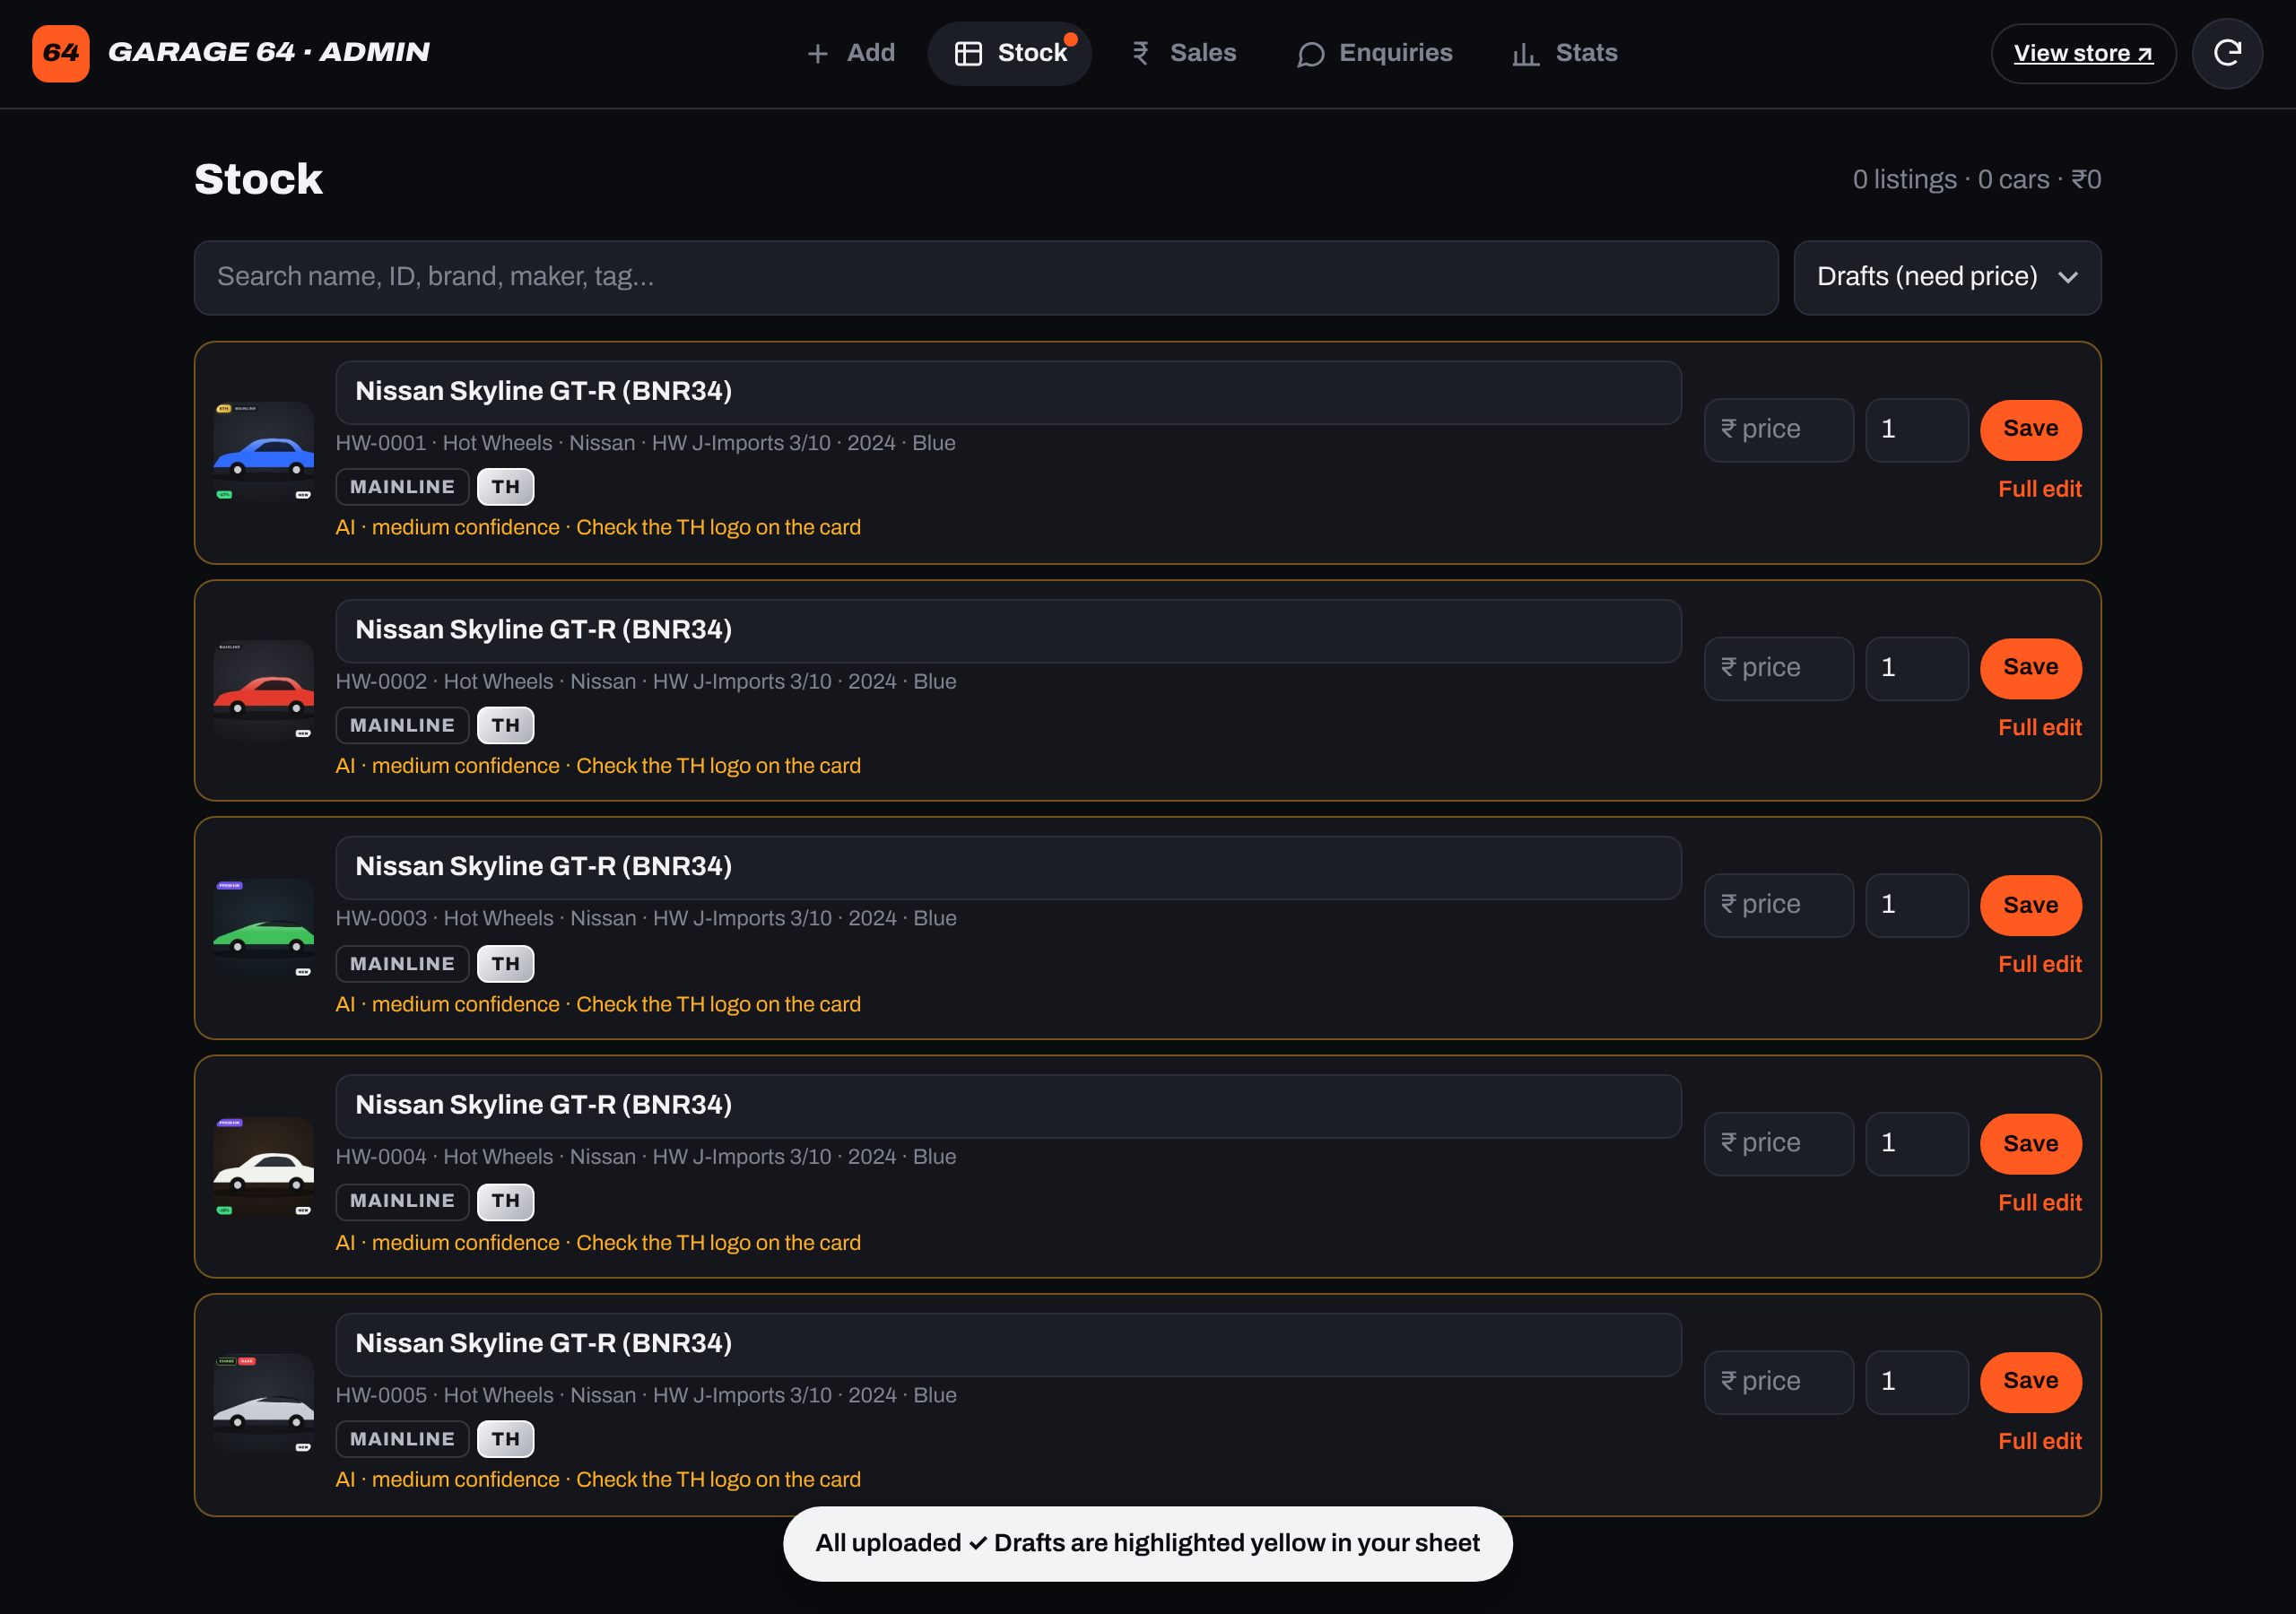 64 GARAGE 64 · ADMIN
Add
Stock
₹ Sales
Enquiries
Stats
View store ↗
Stock
0 listings · 0 cars · ₹0
Search name, ID, brand, maker, tag...
Drafts (need price)
Nissan Skyline GT-R (BNR34)
HW-0001 · Hot Wheels · Nissan · HW J-Imports 3/10 · 2024 · Blue
MAINLINE TH
AI · medium confidence · Check the TH logo on the card
₹ price 1 Save
Full edit
Nissan Skyline GT-R (BNR34)
HW-0002 · Hot Wheels · Nissan · HW J-Imports 3/10 · 2024 · Blue
MAINLINE TH
AI · medium confidence · Check the TH logo on the card
₹ price 1 Save
Full edit
Nissan Skyline GT-R (BNR34)
HW-0003 · Hot Wheels · Nissan · HW J-Imports 3/10 · 2024 · Blue
MAINLINE TH
AI · medium confidence · Check the TH logo on the card
₹ price 1 Save
Full edit
Nissan Skyline GT-R (BNR34)
HW-0004 · Hot Wheels · Nissan · HW J-Imports 3/10 · 2024 · Blue
MAINLINE TH
AI · medium confidence · Check the TH logo on the card
₹ price 1 Save
Full edit
Nissan Skyline GT-R (BNR34)
HW-0005 · Hot Wheels · Nissan · HW J-Imports 3/10 · 2024 · Blue
MAINLINE TH
AI · medium confidence · Check the TH logo on the card
₹ price 1 Save
Full edit
All uploaded ✓ Drafts are highlighted yellow in your sheet